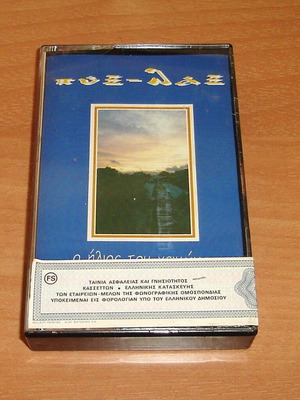 πυξ-λαξ
ο ήλιος του
FS
ΤΑΙΝΙΑ ΑΣΦΑΛΕΙΑΣ ΚΑΙ ΓΝΗΣΙΟΤΗΤΟΣ
ΚΑΣΣΕΤΤΩΝ • ΕΛΛΗΝΙΚΗΣ ΚΑΤΑΣΚΕΥΗΣ
ΤΩΝ ΕΤΑΙΡΕΙΩΝ-ΜΕΛΩΝ ΤΗΣ ΦΩΝΟΓΡΑΦΙΚΗΣ ΟΜΟΣΠΟΝΔΙΑΣ
ΥΠΟΚΕΙΜΕΝΑΙ ΕΙΣ ΦΟΡΟΛΟΓΙΑΝ ΥΠΟ ΤΟΥ ΕΛΛΗΝΙΚΟΥ ΔΗΜΟΣΙΟΥ